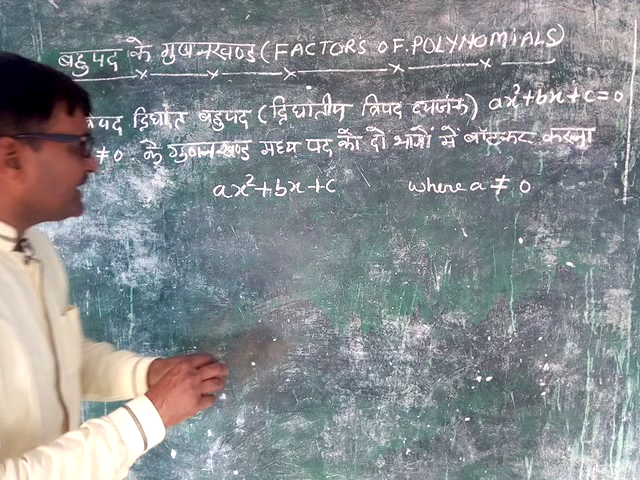 बहुपद के गुणनखण्ड (FACTORS OF POLYNOMIALS)
द्विघात बहुपद (द्विघातीय त्रिपद व्यंजक) ax²+bx+c=0
≠0 के गुणनखण्ड मध्य पद को दो भागों में बाँटकर करना
ax²+bx+c where a ≠ 0